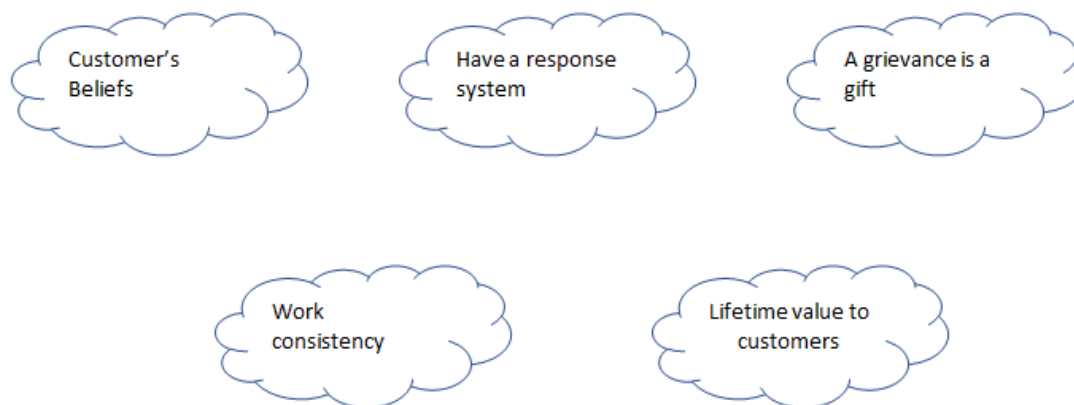 Customer's
Beliefs
Have a response
system
A grievance is a
gift
Work
consistency
Lifetime value to
customers